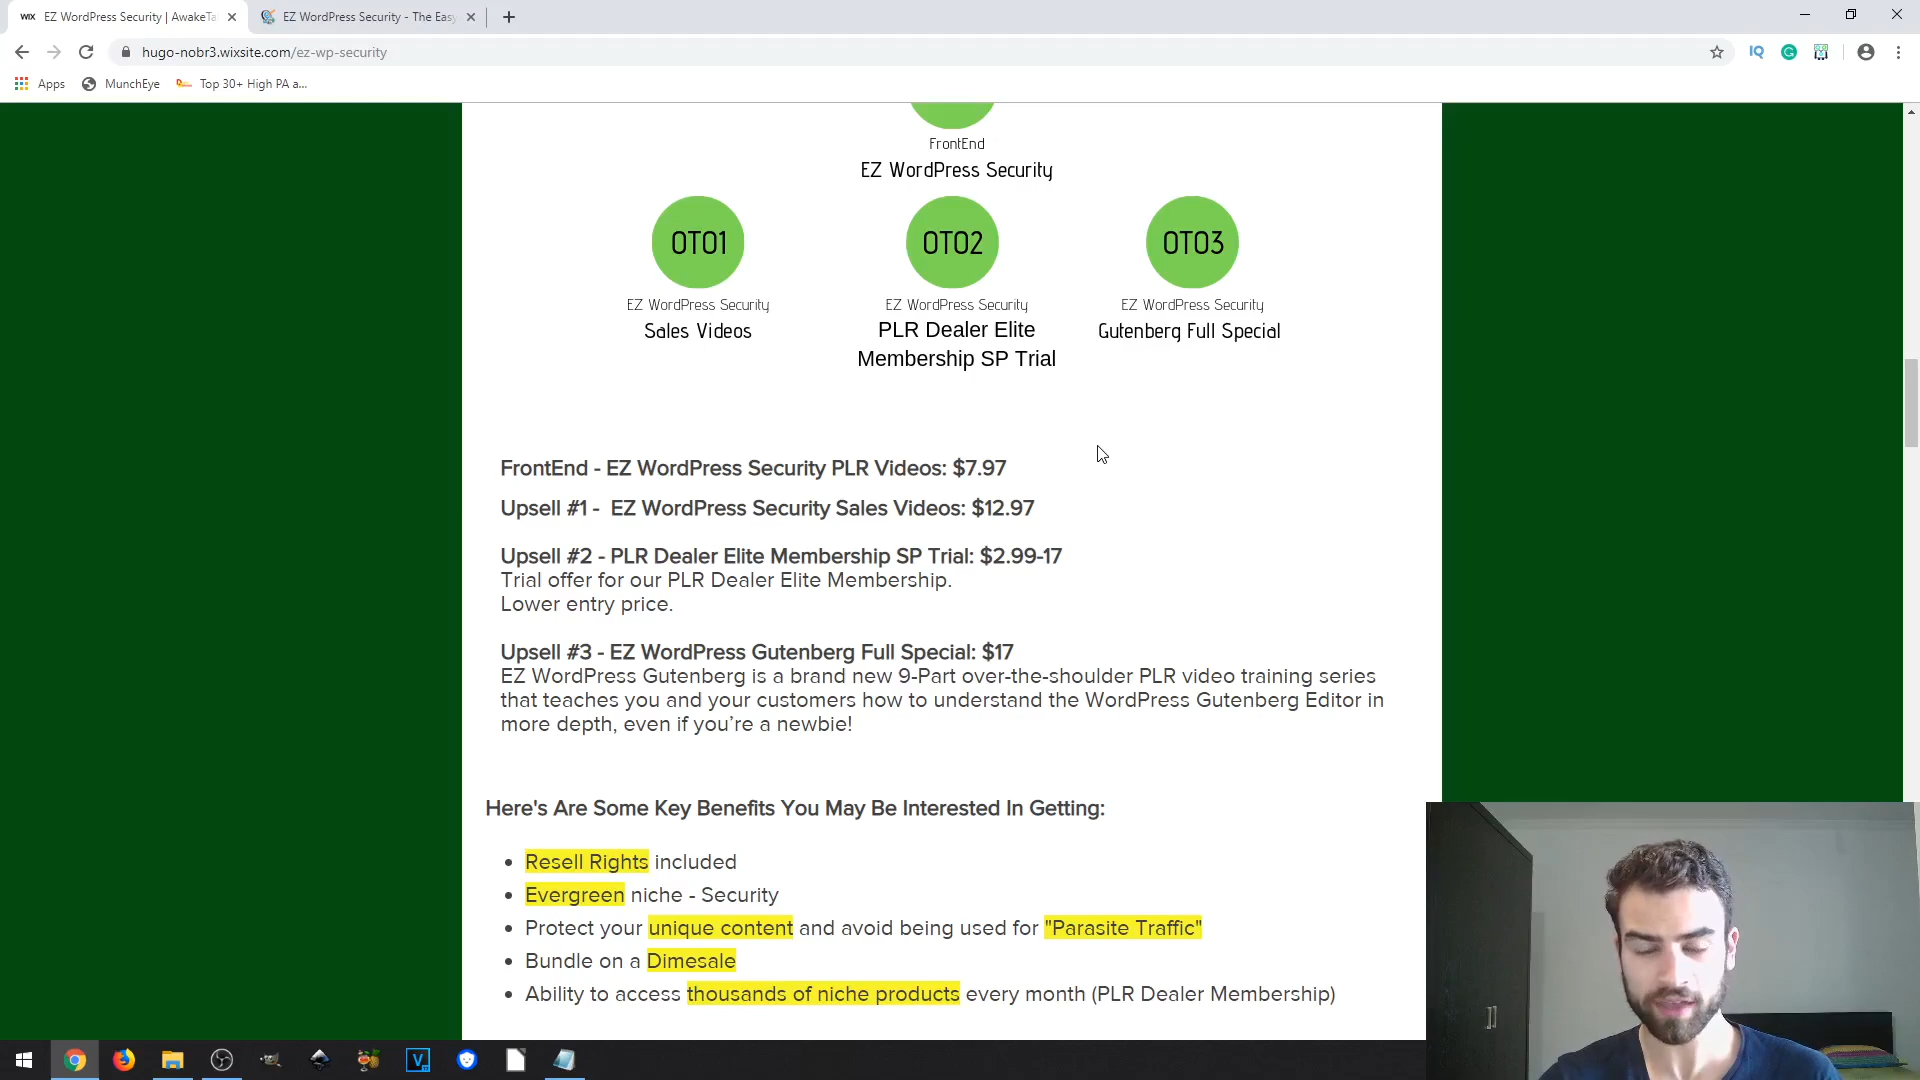 WIX EZ WordPress Security | AwakeTa
EZ WordPress Security - The Easy
hugo-nobr3.wixsite.com/ez-wp-security
IQ
Apps
MunchEye
Top 30+ High PA a...
FrontEnd
EZ WordPress Security
OTO1
OTO2
OTO3
EZ WordPress Security
Sales Videos
EZ WordPress Security
PLR Dealer Elite
Membership SP Trial
EZ WordPress Security
Gutenberg Full Special
FrontEnd - EZ WordPress Security PLR Videos: $7.97
Upsell #1 - EZ WordPress Security Sales Videos: $12.97
Upsell #2 - PLR Dealer Elite Membership SP Trial: $2.99-17
Trial offer for our PLR Dealer Elite Membership.
Lower entry price.
Upsell #3 - EZ WordPress Gutenberg Full Special: $17
EZ WordPress Gutenberg is a brand new 9-Part over-the-shoulder PLR video training series
that teaches you and your customers how to understand the WordPress Gutenberg Editor in
more depth, even if you’re a newbie!
Here's Are Some Key Benefits You May Be Interested In Getting:
• Resell Rights included
• Evergreen niche - Security
• Protect your unique content and avoid being used for "Parasite Traffic"
• Bundle on a Dimesale
• Ability to access thousands of niche products every month (PLR Dealer Membership)
V